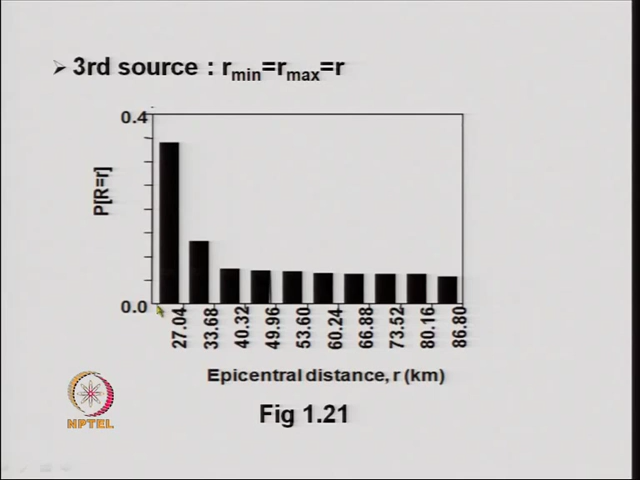 ➢ 3rd source : rmin=rmax=r
0.4
P[R=r]
0.0
27.04 33.68 40.32 49.96 53.60 60.24 66.88 73.52 80.16 86.80
Epicentral distance, r (km)
Fig 1.21
NPTEL